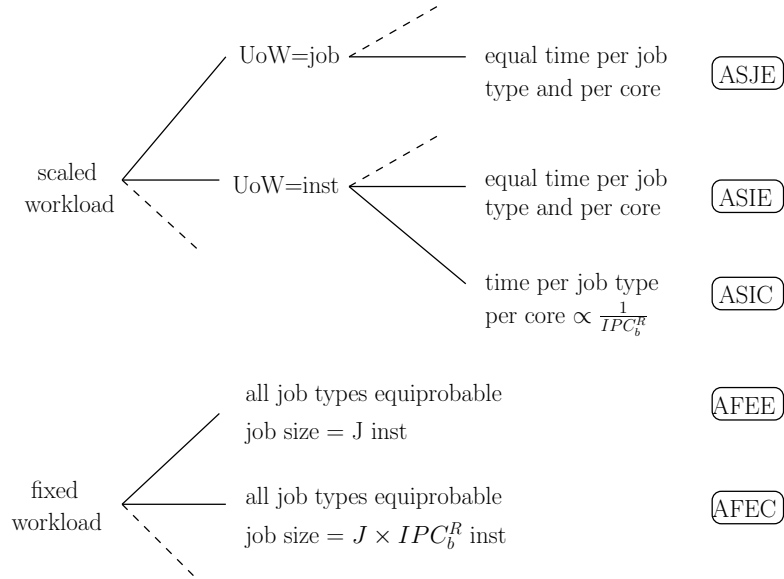 UoW=job
equal time per job
type and per core
ASJE
scaled
workload
UoW=inst
equal time per job
type and per core
ASIE
time per job type
per core ∝ 1/IPC_b^R
ASIC
all job types equiprobable
job size = J inst
AFEE
fixed
workload
all job types equiprobable
job size = J × IPC_b^R inst
AFEC